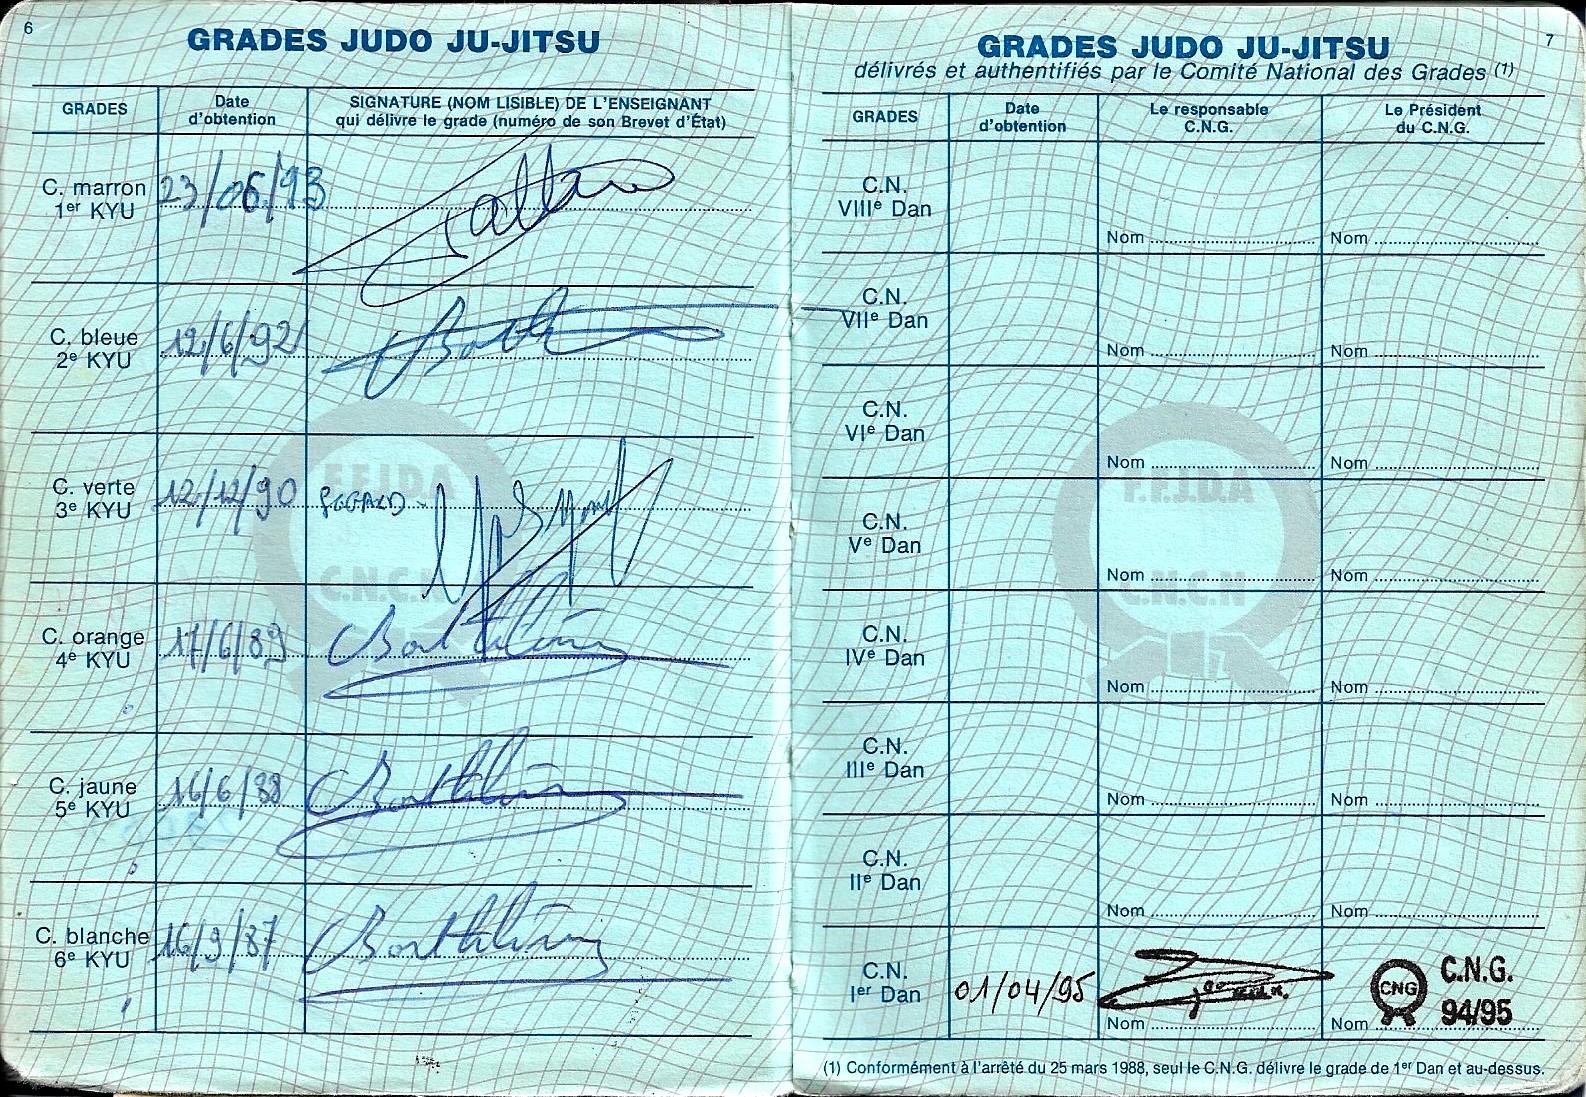 6
GRADES JUDO JU-JITSU
GRADES
Date
d'obtention
SIGNATURE (NOM LISIBLE) DE L'ENSEIGNANT
qui délivre le grade (numéro de son Brevet d'État)
C. marron
1er KYU
23/06/93
C. bleue
2e KYU
12/6/92
C. verte
3e KYU
12/12/90
C. orange
4e KYU
17/6/89
C. jaune
5e KYU
16/6/88
C. blanche
6e KYU
16/9/87
F.F.J.D.A
C.N.C.N
7
GRADES JUDO JU-JITSU
délivrés et authentifiés par le Comité National des Grades (1)
GRADES
Date
d'obtention
Le responsable
C.N.G.
Le Président
du C.N.G.
C.N.
VIIIe Dan
Nom
Nom
C.N.
VIIe Dan
Nom
Nom
C.N.
VIe Dan
Nom
Nom
F.F.J.D.A
C.N.
Ve Dan
Nom
Nom
C.N.C.N
C.N.
IVe Dan
Nom
Nom
C.N.
IIIe Dan
Nom
Nom
C.N.
IIe Dan
Nom
Nom
C.N.
Ier Dan
01/04/95
Nom
Nom
CNG
C.N.G.
94/95
(1) Conformément à l'arrêté du 25 mars 1988, seul le C.N.G. délivre le grade de 1er Dan et au-dessus.